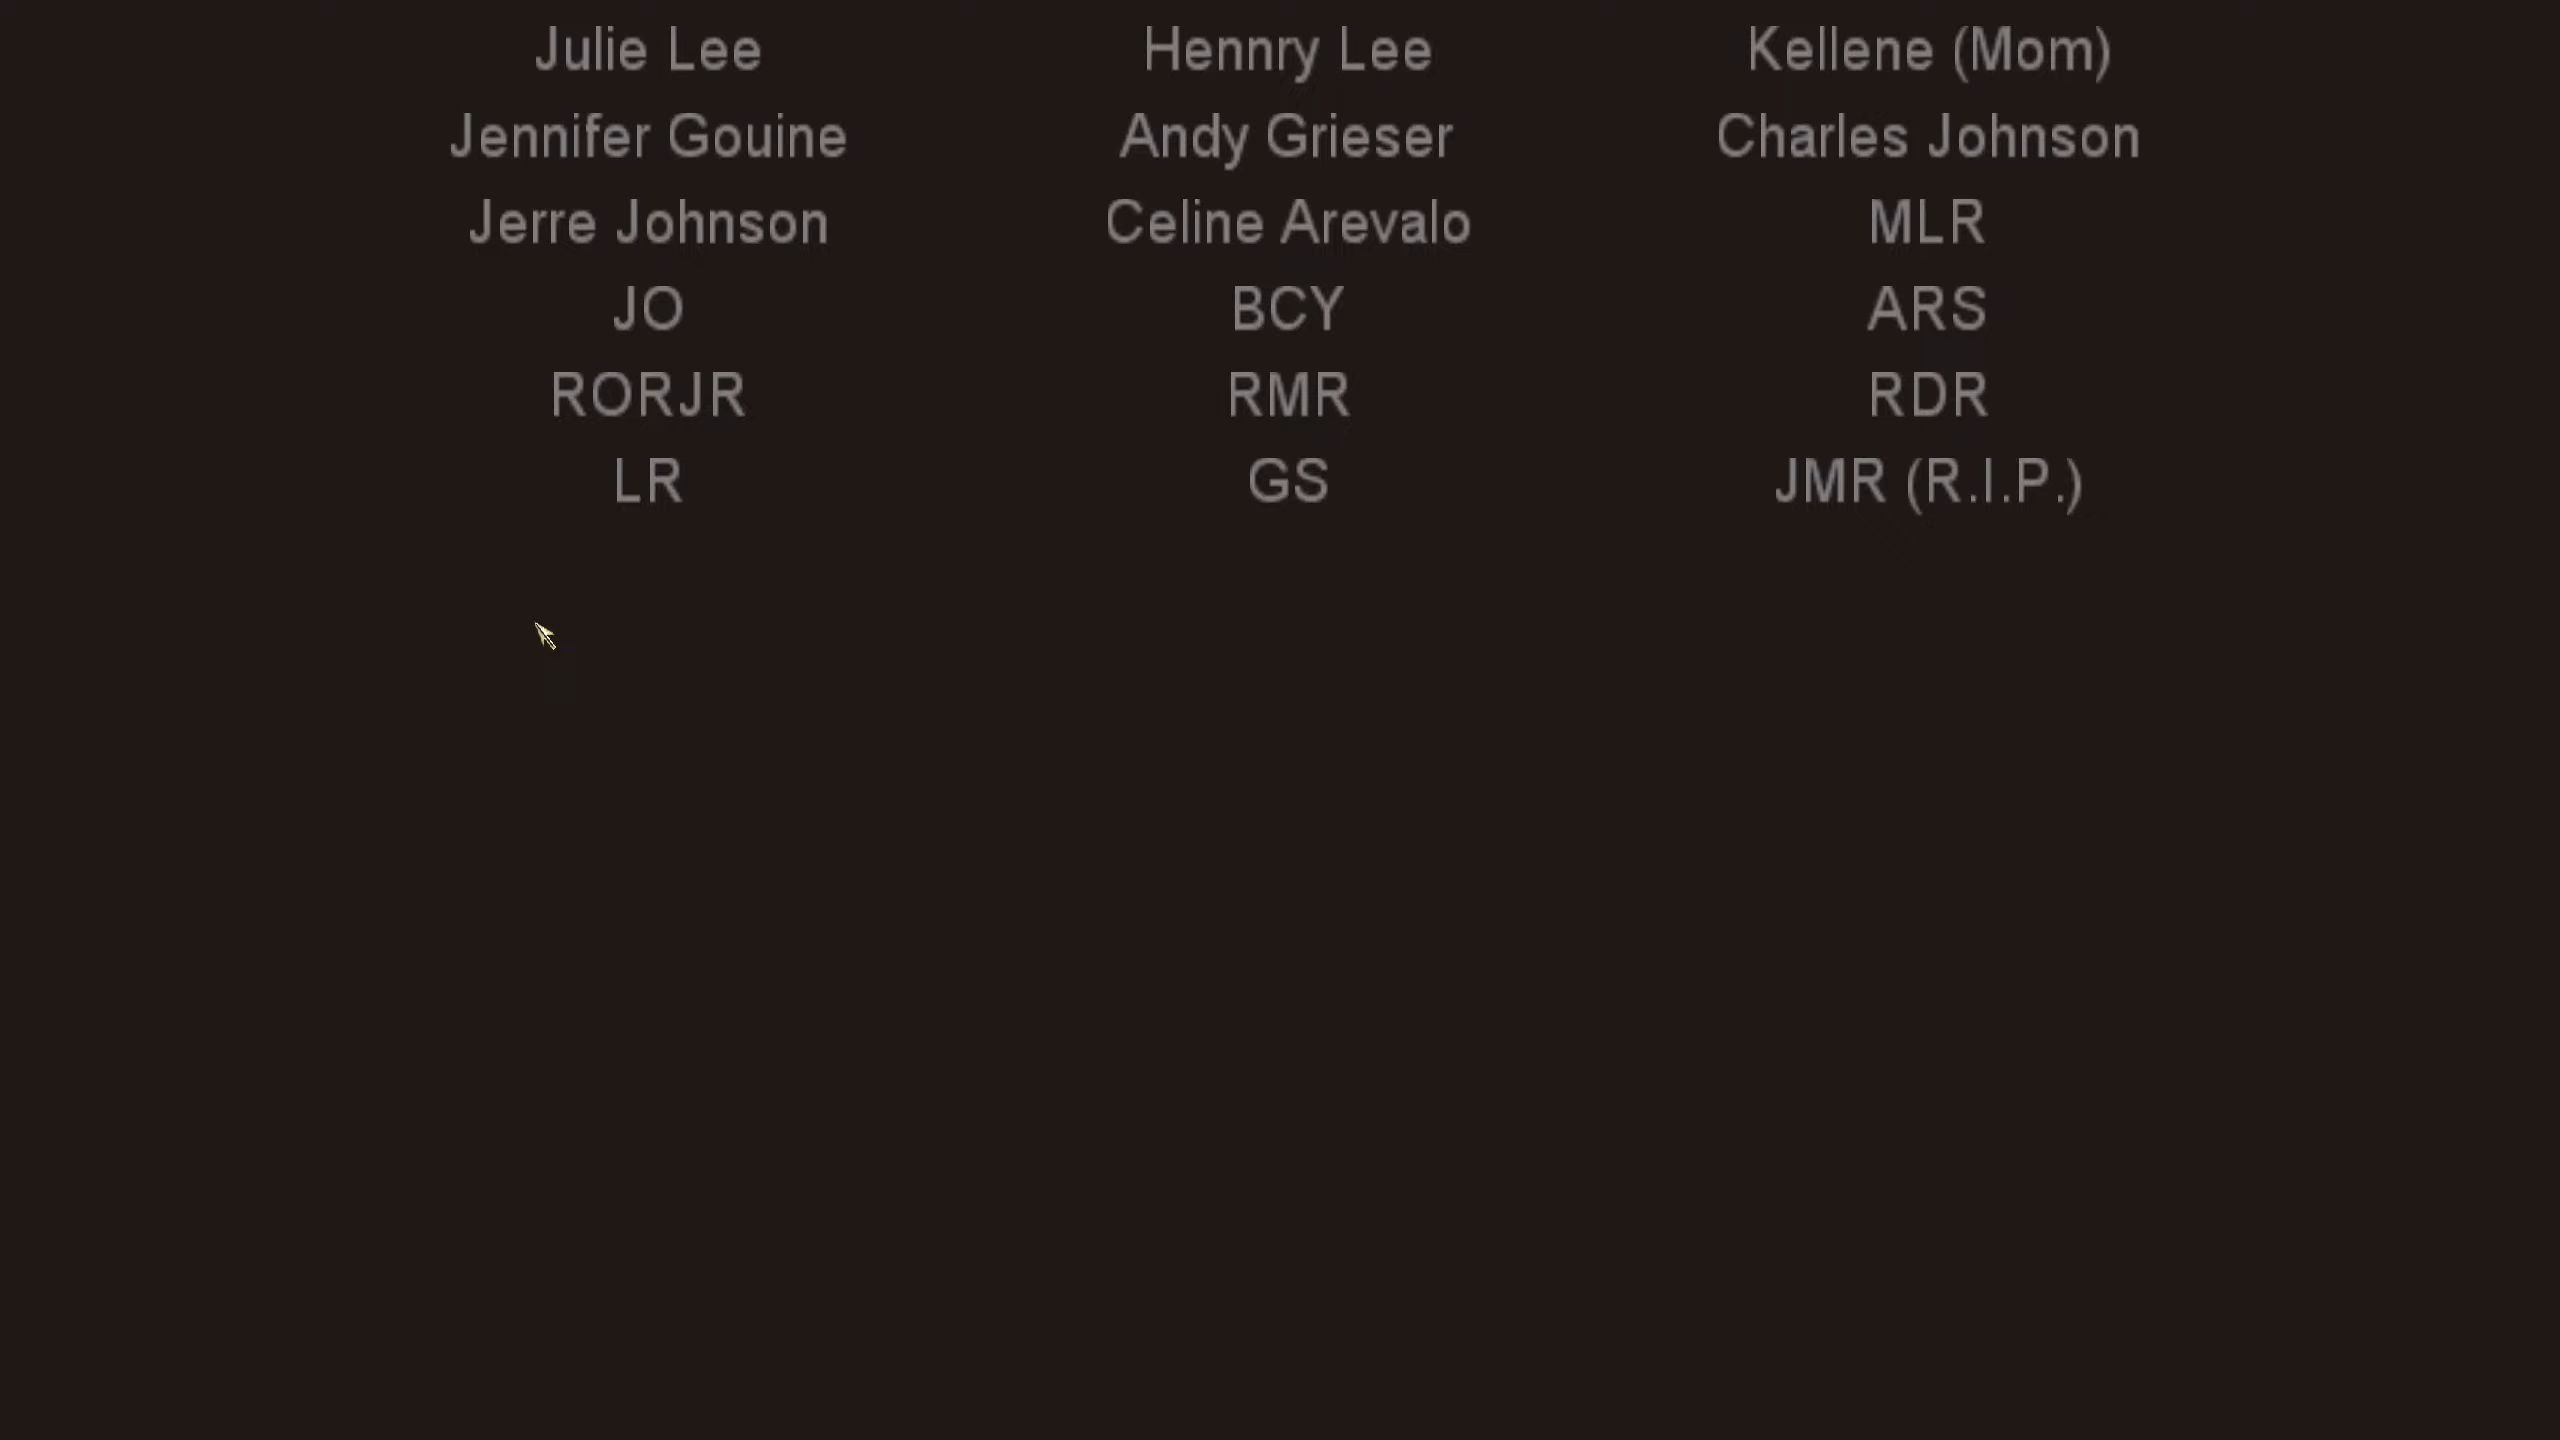 Julie Lee Hennry Lee Kellene (Mom)
Jennifer Gouine Andy Grieser Charles Johnson
Jerre Johnson Celine Arevalo MLR
JO BCY ARS
RORJR RMR RDR
LR GS JMR (R.I.P.)